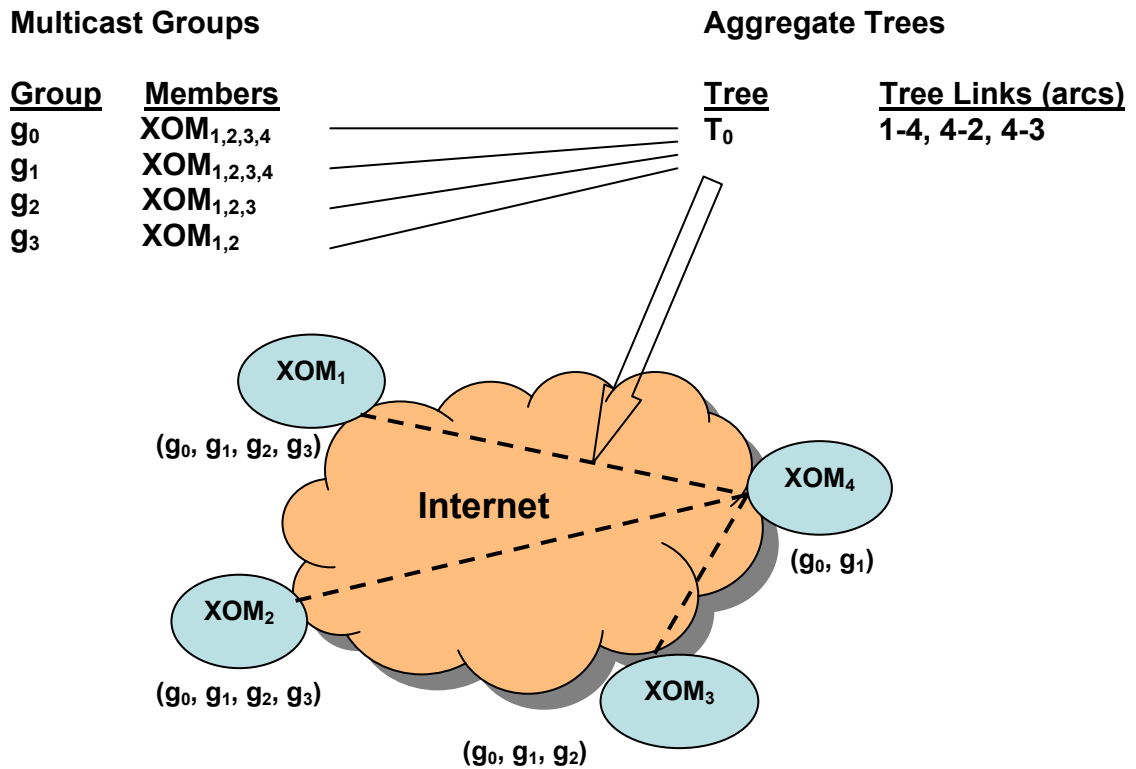 Multicast Groups Aggregate Trees
Group Members Tree Tree Links (arcs)
g₀ XOM₁,₂,₃,₄ T₀ 1-4, 4-2, 4-3
g₁ XOM₁,₂,₃,₄
g₂ XOM₁,₂,₃
g₃ XOM₁,₂
XOM₁
(g₀, g₁, g₂, g₃)
XOM₄
Internet
(g₀, g₁)
XOM₂
(g₀, g₁, g₂, g₃)
XOM₃
(g₀, g₁, g₂)